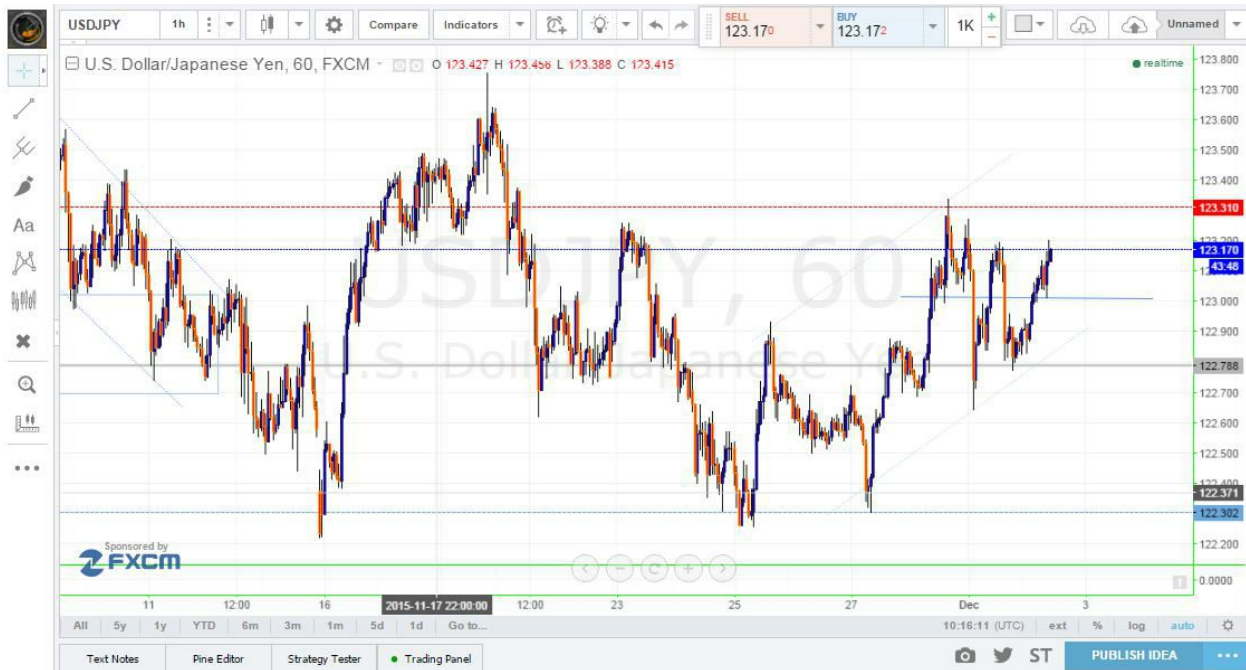 USDJPY 1h Compare Indicators SELL 123.170 BUY 123.172 1K + − Unnamed
U.S. Dollar/Japanese Yen, 60, FXCM O 123.427 H 123.456 L 123.388 C 123.415 realtime
123.800
123.700
123.600
123.500
123.400
123.310
123.170
43:48
123.000
122.900
122.788
122.700
122.600
122.500
122.400
122.371
122.302
122.200
0.0000
USDJPY, 60
U.S. Dollar/Japanese Yen
Aa
Sponsored by
FXCM
11 12:00 16 2015-11-17 22:00:00 12:00 23 25 27 Dec 3
All 5y 1y YTD 6m 3m 1m 5d 1d Go to... 10:16:11 (UTC) ext % log auto
Text Notes Pine Editor Strategy Tester Trading Panel ST PUBLISH IDEA